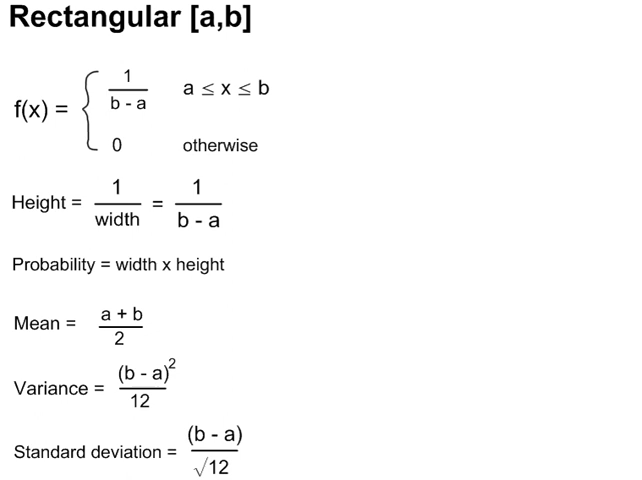 Rectangular [a,b]
f(x) = { 1 / b - a    a ≤ x ≤ b
0    otherwise
Height = 1 / width = 1 / b - a
Probability = width x height
Mean = a + b / 2
Variance = (b - a)² / 12
Standard deviation = (b - a) / √12